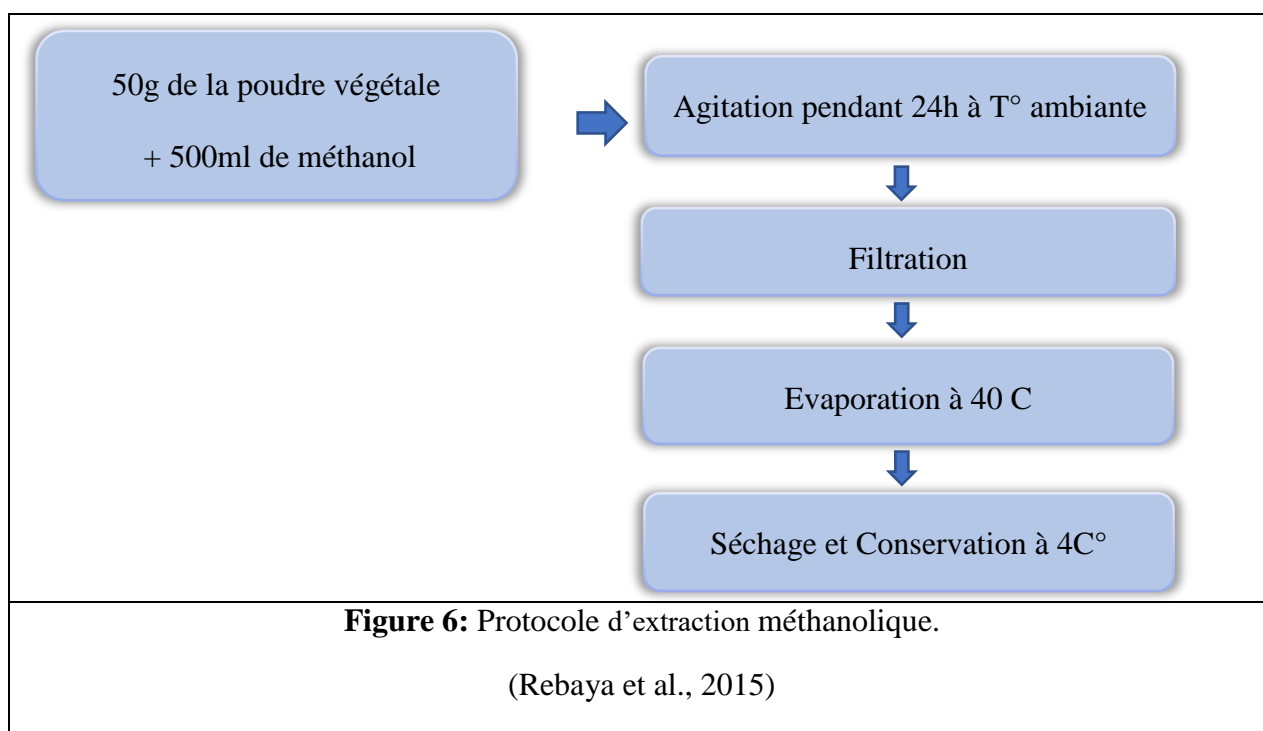 50g de la poudre végétale
+ 500ml de méthanol
Agitation pendant 24h à T° ambiante
Filtration
Evaporation à 40 C
Séchage et Conservation à 4C°
Figure 6: Protocole d’extraction méthanolique.
(Rebaya et al., 2015)